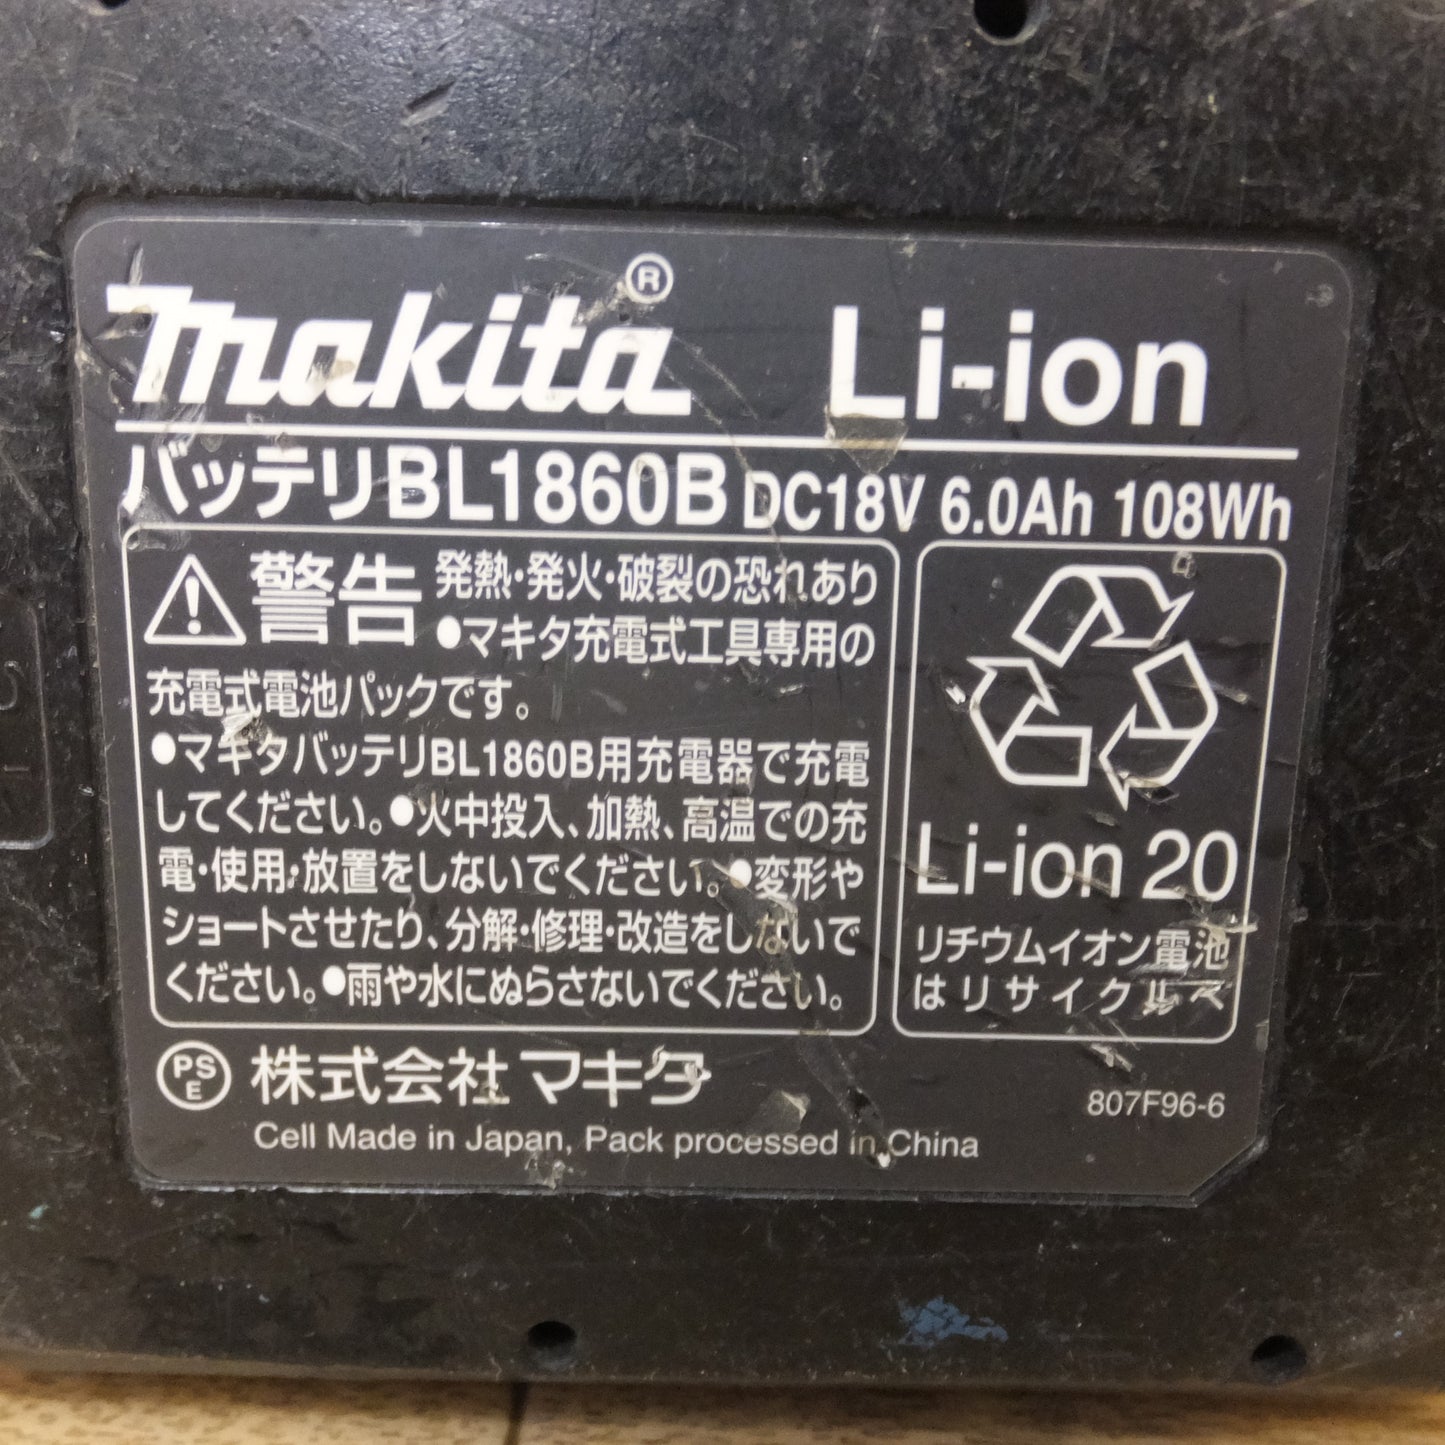 makita® Li-ion
バッテリBL1860B DC18V 6.0Ah 108Wh
警告 発熱・発火・破裂の恐れあり
●マキタ充電式工具専用の
充電式電池パックです。
●マキタバッテリBL1860B用充電器で充電
してください。●火中投入、加熱、高温での充
電・使用・放置をしないでください。●変形や
ショートさせたり、分解・修理・改造をしないで
ください。●雨や水にぬらさないでください。
Li-ion 20
リチウムイオン電池
はリサイクルへ
PS
E
株式会社マキタ
807F96-6
Cell Made in Japan, Pack processed in China